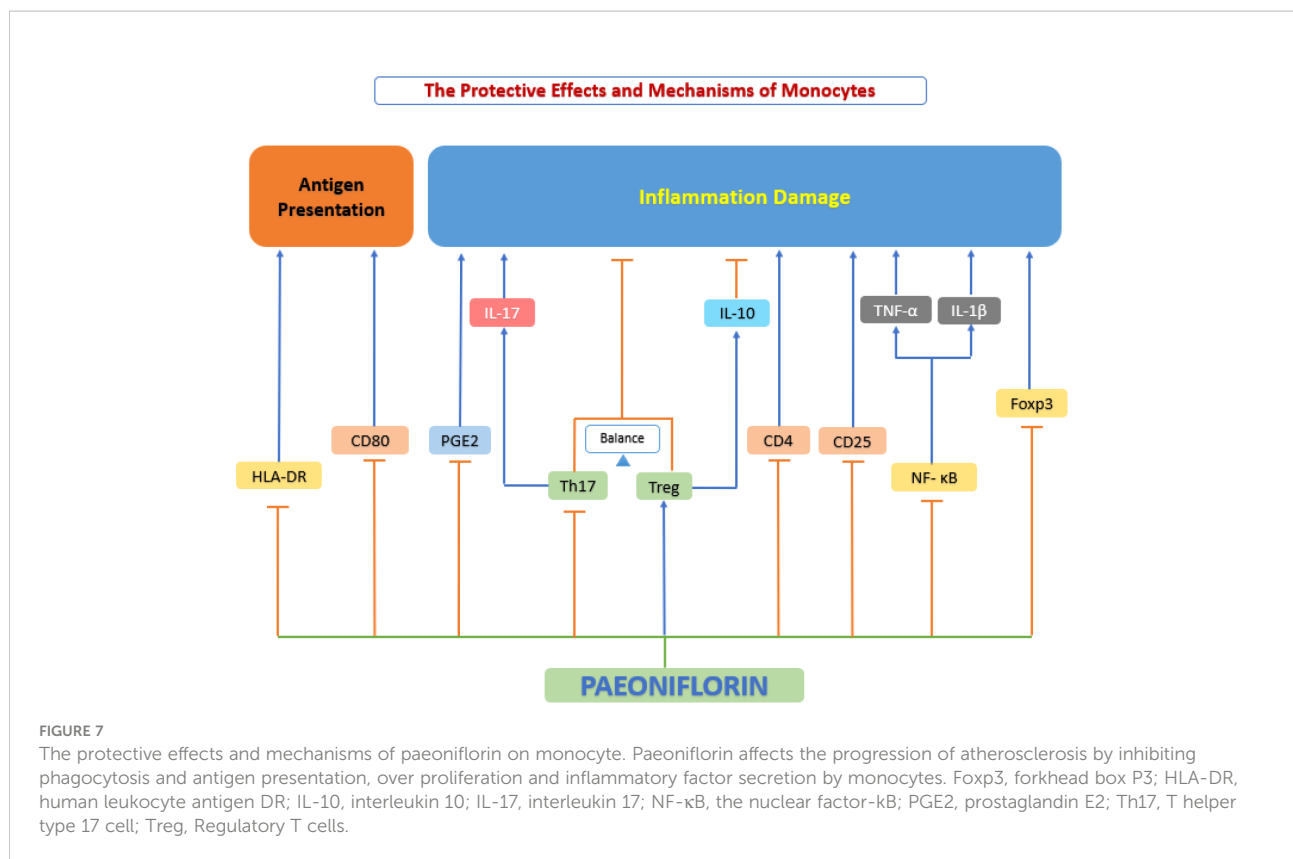 The Protective Effects and Mechanisms of Monocytes
Antigen
Presentation
Inflammation Damage
IL-17
IL-10
TNF-α
IL-1β
Foxp3
CD80
PGE2
Balance
CD4
CD25
HLA-DR
Th17
Treg
NF- κB
PAEONIFLORIN
FIGURE 7
The protective effects and mechanisms of paeoniflorin on monocyte. Paeoniflorin affects the progression of atherosclerosis by inhibiting
phagocytosis and antigen presentation, over proliferation and inflammatory factor secretion by monocytes. Foxp3, forkhead box P3; HLA-DR,
human leukocyte antigen DR; IL-10, interleukin 10; IL-17, interleukin 17; NF-κB, the nuclear factor-kB; PGE2, prostaglandin E2; Th17, T helper
type 17 cell; Treg, Regulatory T cells.